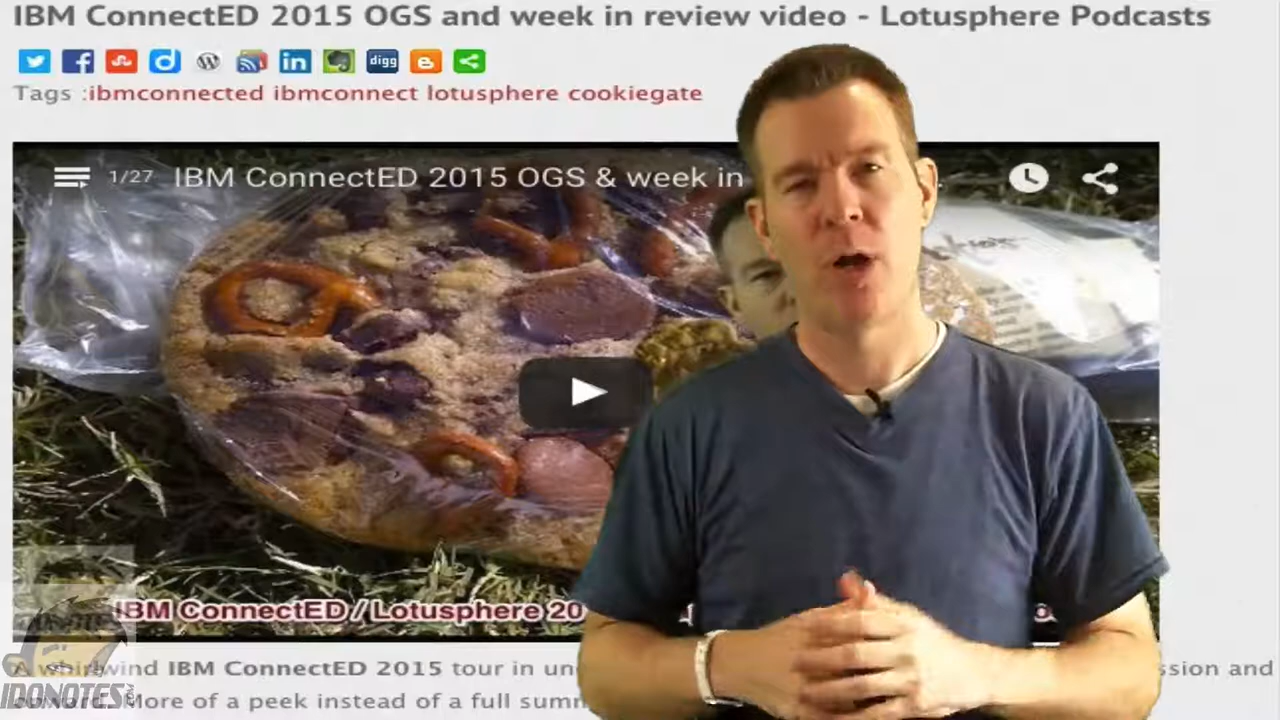 IBM ConnectED 2015 OGS and week in review video - Lotusphere Podcasts
digg
Tags :ibmconnected ibmconnect lotusphere cookiegate
1/27 IBM ConnectED 2015 OGS & week in
IBM ConnectED / Lotusphere 20
A whirlwind IBM ConnectED 2015 tour in un ssion and
More of a peek instead of a full summ
IDONOTES